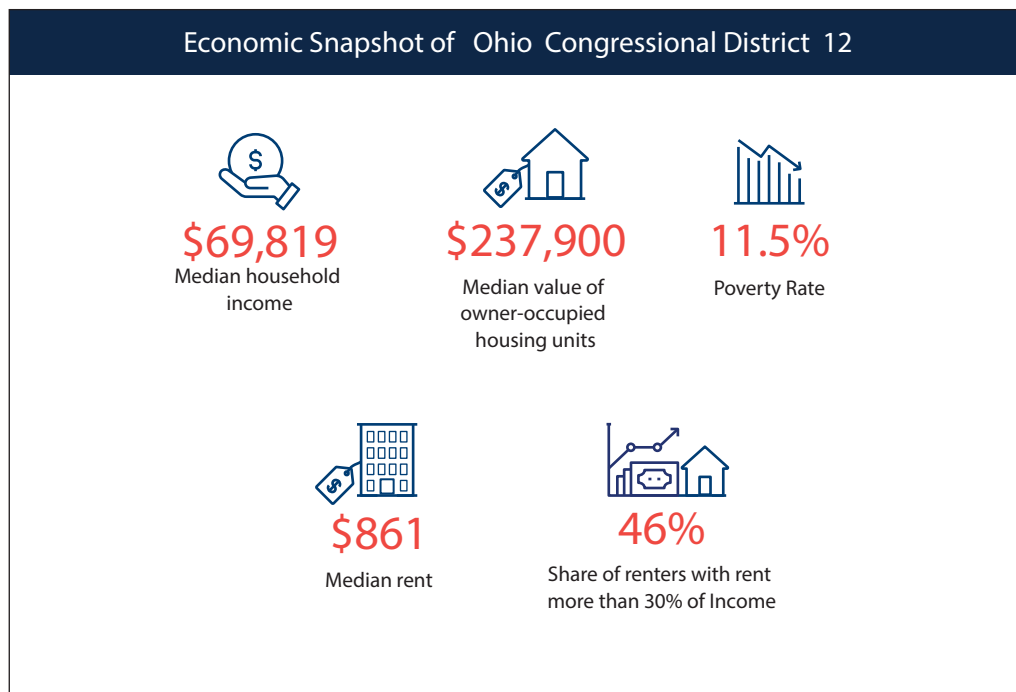 Economic Snapshot of Ohio Congressional District 12
$
$
$69,819
Median household
income
$237,900
Median value of
owner-occupied
housing units
11.5%
Poverty Rate
$
$861
Median rent
46%
Share of renters with rent
more than 30% of Income